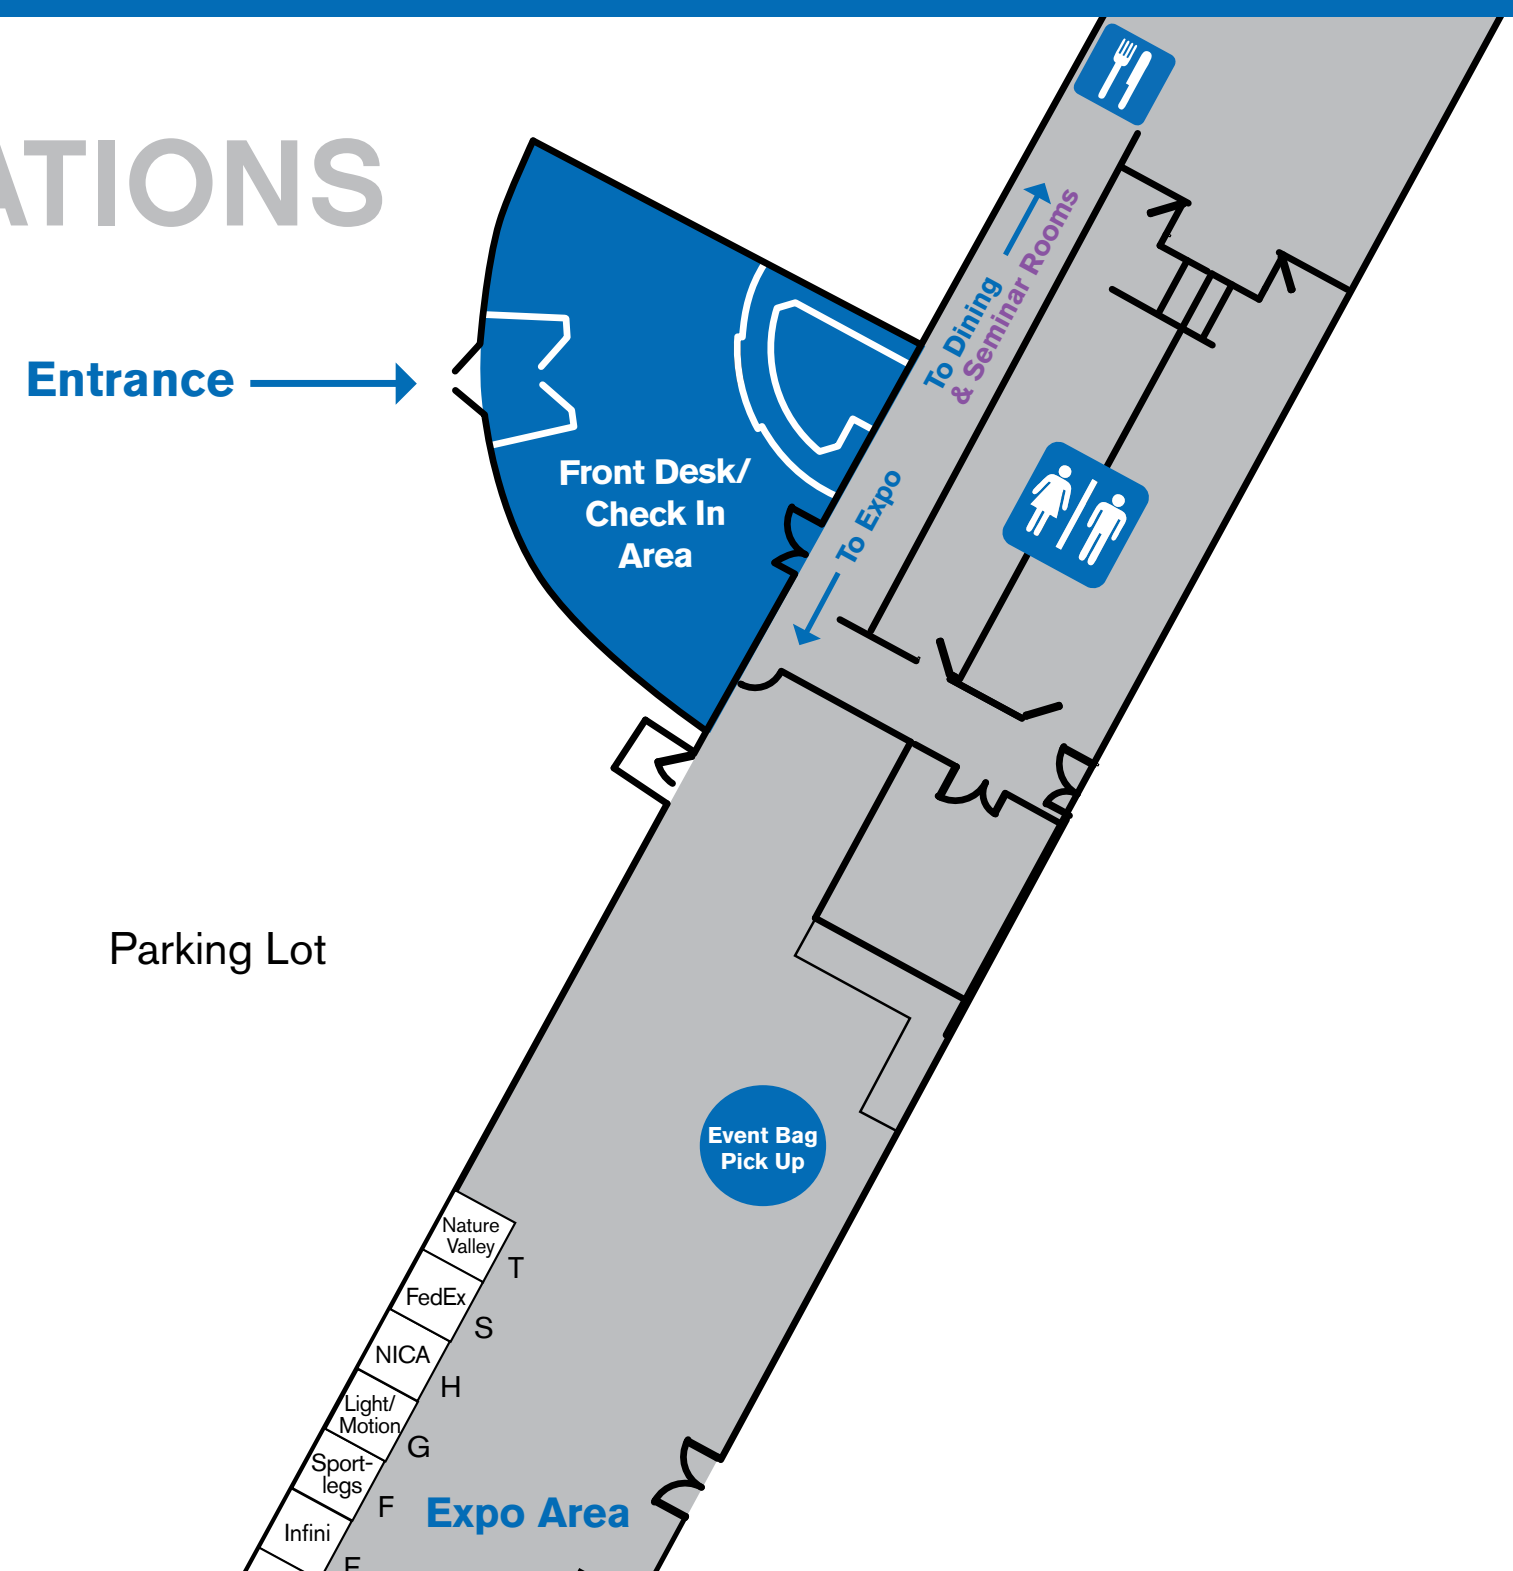 ATIONS
To Dining
& Seminar Rooms
Entrance
Front Desk/
Check In
Area
To Expo
Parking Lot
Event Bag
Pick Up
Nature
Valley
T
FedEx
S
NICA
H
Light/
Motion
G
Sport-
legs
F
Expo Area
Infini
E